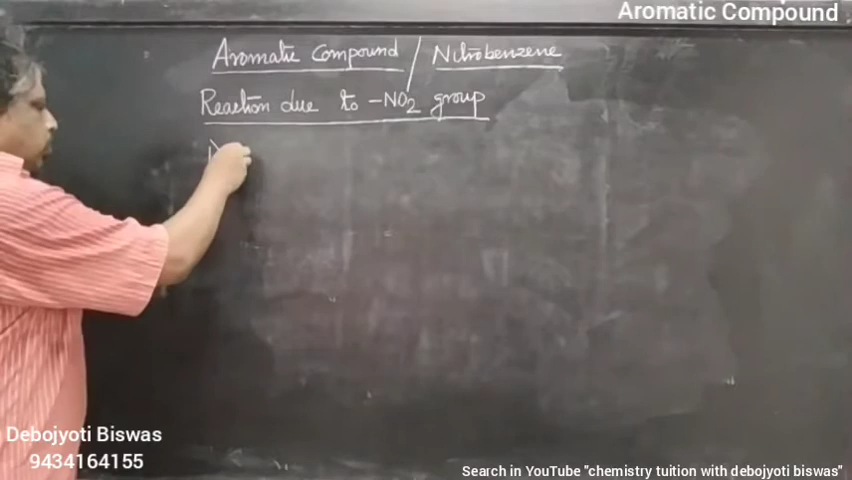 Aromatic Compound
Aromatic Compound / Nitrobenzene
Reaction due to -NO2 group
Debojyoti Biswas
9434164155
Search in YouTube "chemistry tuition with debojyoti biswas"